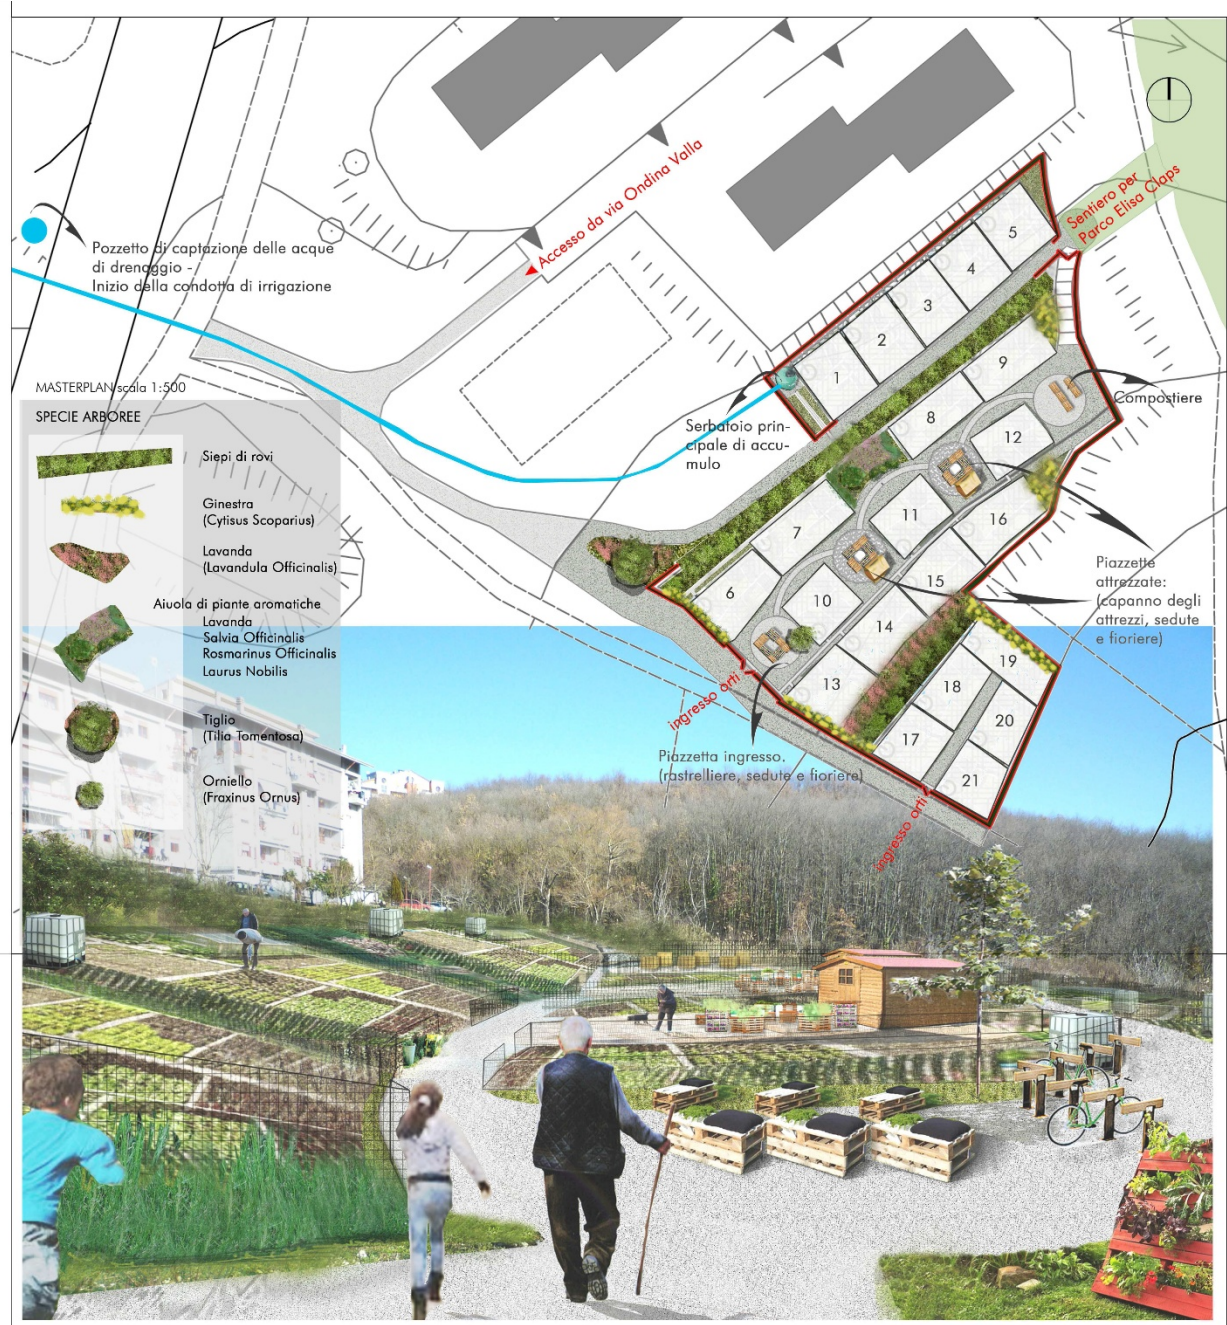 Accesso da via Ondina Valla
Sentiero per
Parco Elisa Claps
Pozzetto di captazione delle acque
di drenaggio -
Inizio della condotta di irrigazione
MASTERPLAN scala 1:500
SPECIE ARBOREE
Siepi di rovi
Ginestra
(Cytisus Scoparius)
Lavanda
(Lavandula Officinalis)
Aiuola di piante aromatiche
Lavanda
Salvia Officinalis
Rosmarinus Officinalis
Laurus Nobilis
Tiglio
(Tilia Tomentosa)
Orniello
(Fraxinus Ornus)
5
4
3
2
1
Serbatoio prin-
cipale di accu-
mulo
Compostiere
9
8
12
7
11
16
6
10
15
14
13
19
18
20
17
21
Piazzette
attrezzate:
(capanno degli
attrezzi, sedute
e fioriere)
ingresso orti
Piazzetta ingresso.
(rastrelliere, sedute e fioriere)
ingresso orti